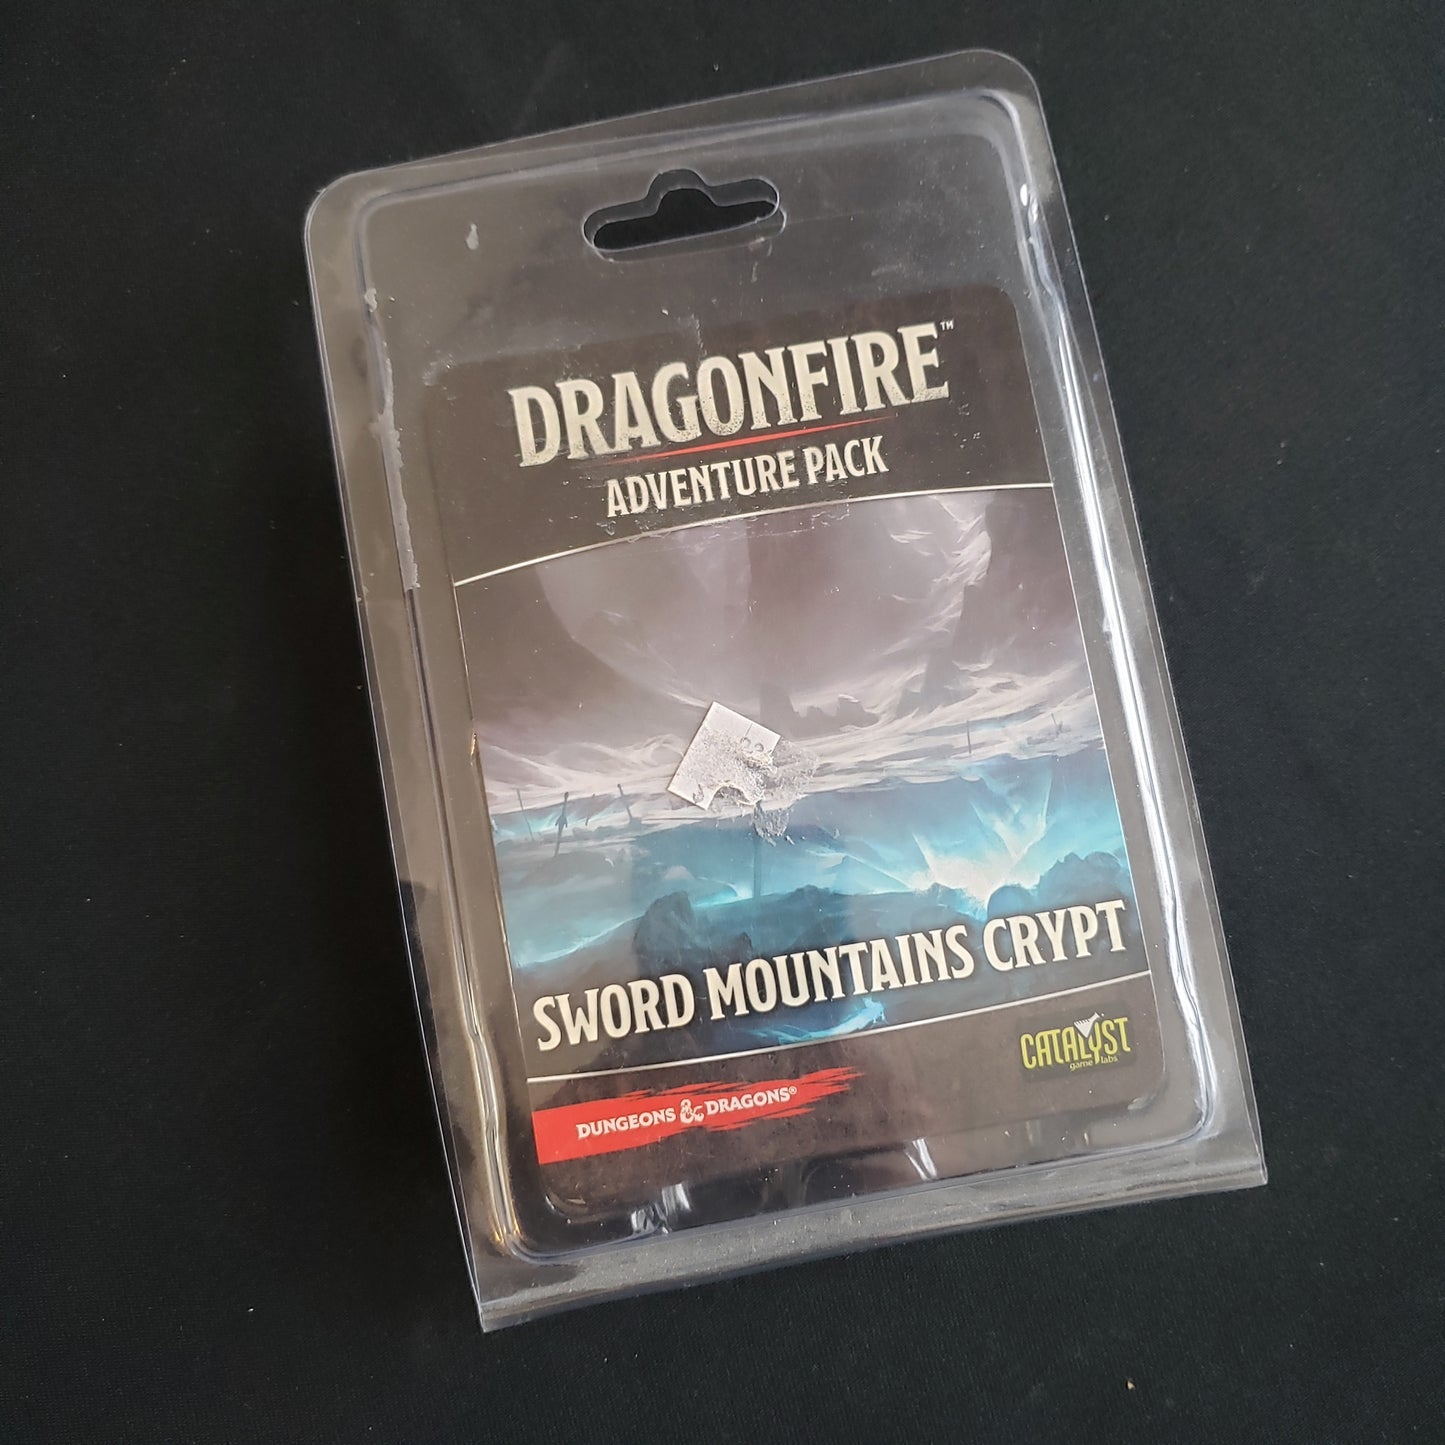 DRAGONFIRE™
ADVENTURE PACK
SWORD MOUNTAINS CRYPT
CATALYST
game labs
DUNGEONS & DRAGONS®